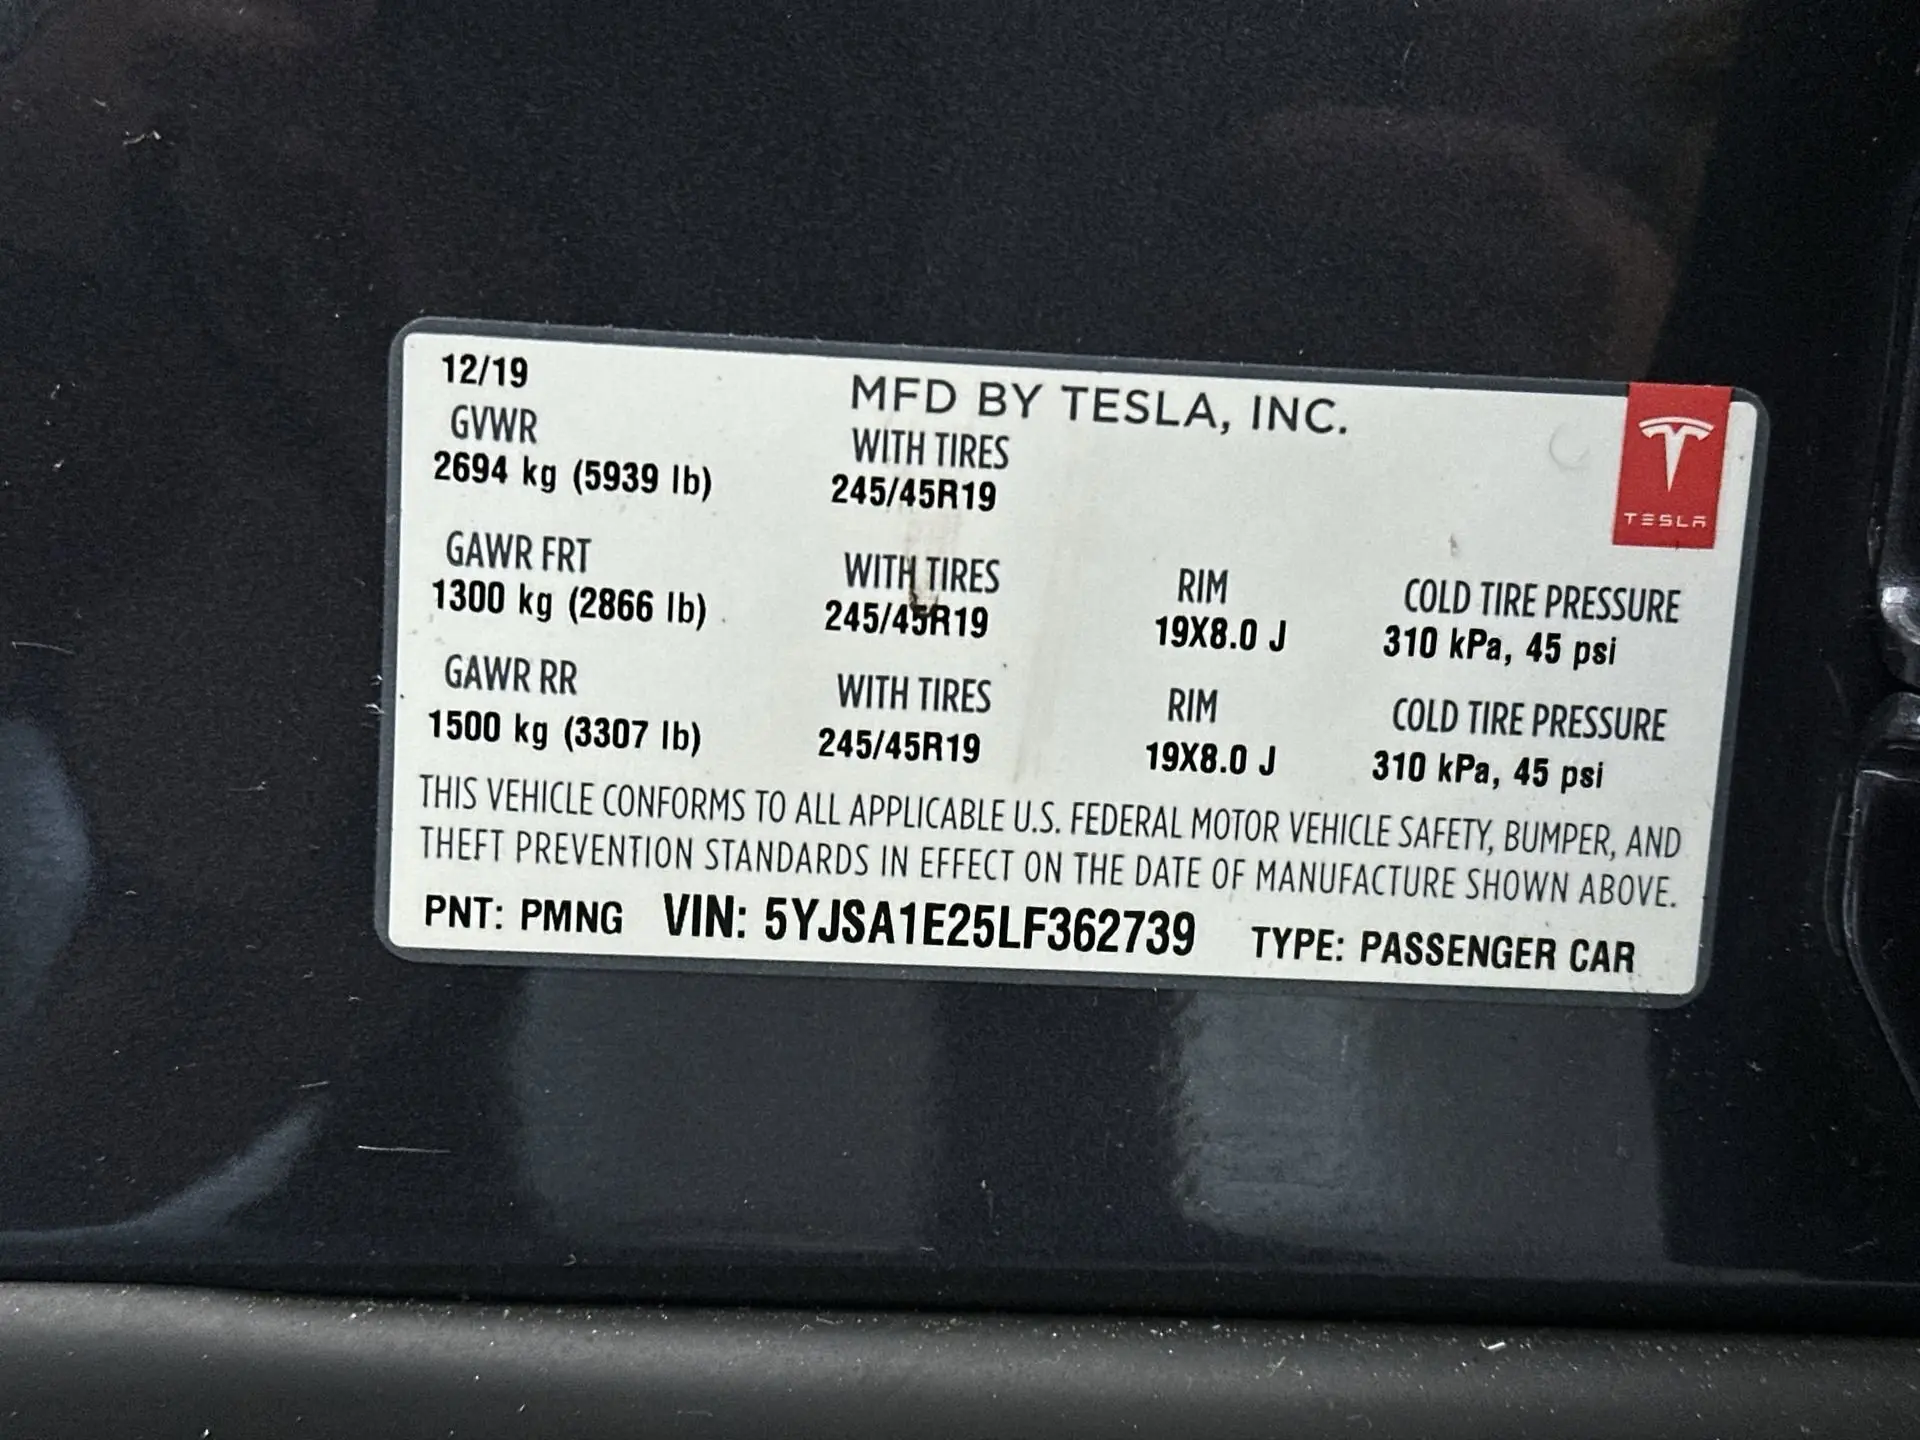 12/19
MFD BY TESLA, INC.
GVWR WITH TIRES
2694 kg (5939 lb) 245/45R19
TESLA
GAWR FRT WITH TIRES RIM COLD TIRE PRESSURE
1300 kg (2866 lb) 245/45R19 19X8.0 J 310 kPa, 45 psi
GAWR RR WITH TIRES RIM COLD TIRE PRESSURE
1500 kg (3307 lb) 245/45R19 19X8.0 J 310 kPa, 45 psi
THIS VEHICLE CONFORMS TO ALL APPLICABLE U.S. FEDERAL MOTOR VEHICLE SAFETY, BUMPER, AND
THEFT PREVENTION STANDARDS IN EFFECT ON THE DATE OF MANUFACTURE SHOWN ABOVE.
PNT: PMNG VIN: 5YJSA1E25LF362739 TYPE: PASSENGER CAR